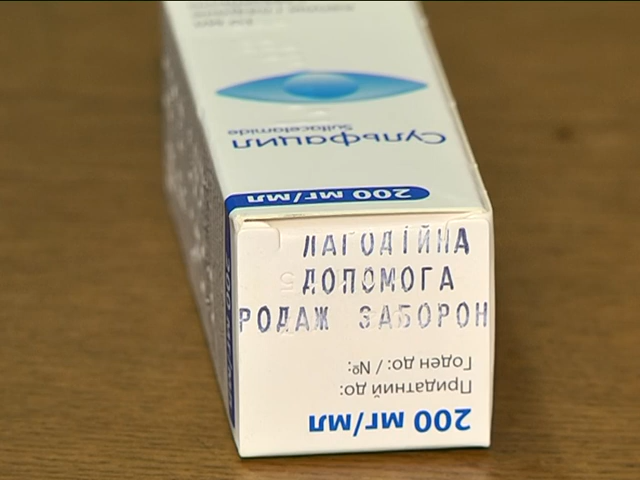 ЛАГОДІЙНА
ДОПОМОГА
РОДАЖ ЗАБОРОН
200 мг/мл
Придатний до:
Годен до: / №:
200 мг/мл
Сульфацил
Sulfacetamide